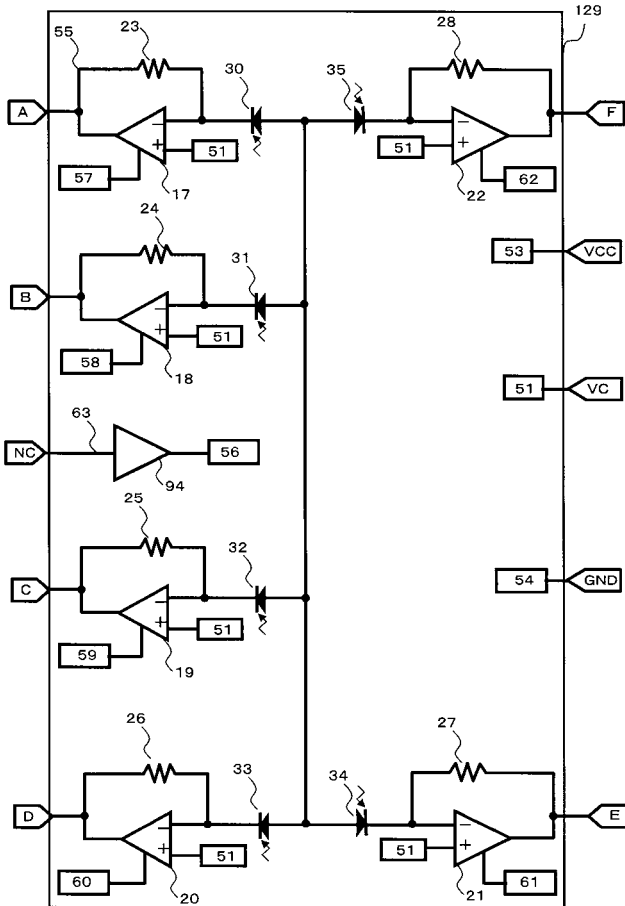 55 23 28 129
30 35
A − − F
+ 51 51 +
57 17 22 62
24
31 53 VCC
B −
+ 51
58 18 51 VC
63
NC 56
94
25
32
54 GND
C −
+ 51
59 19
26 27
33 34
D − − E
+ 51 51 +
60 20 21 61